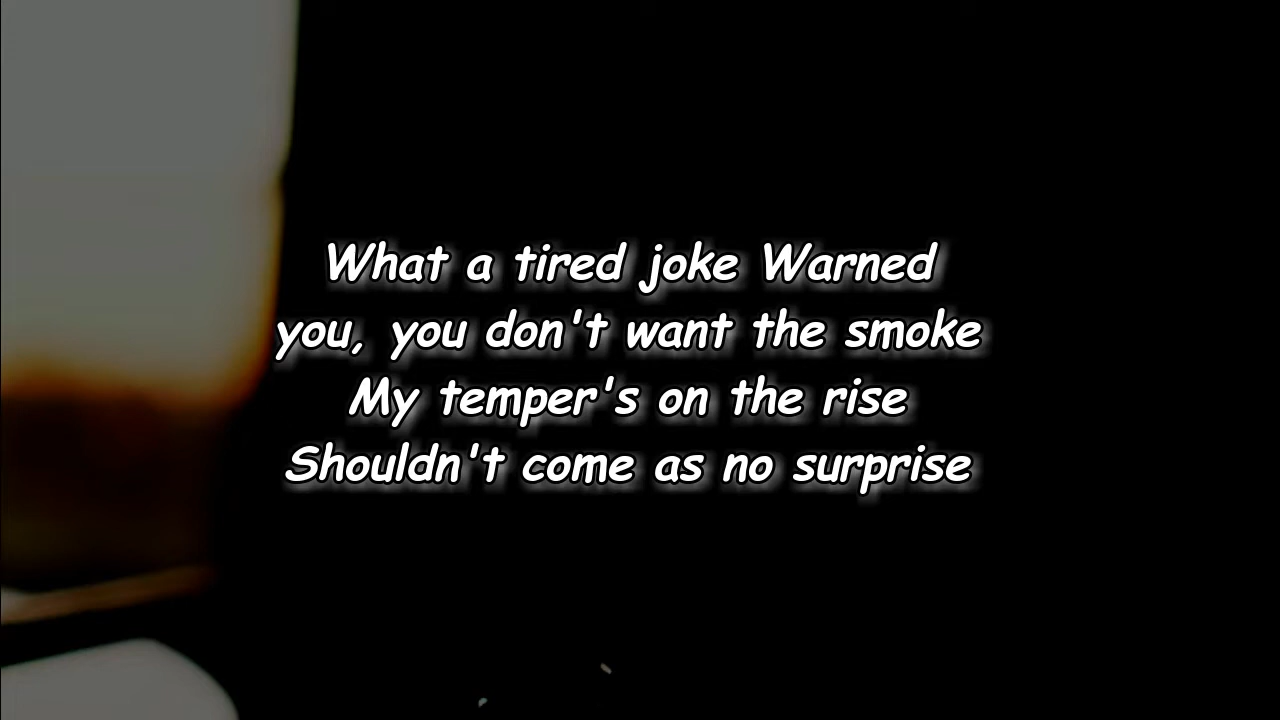 What a tired joke Warned
you, you don't want the smoke
My temper's on the rise
Shouldn't come as no surprise